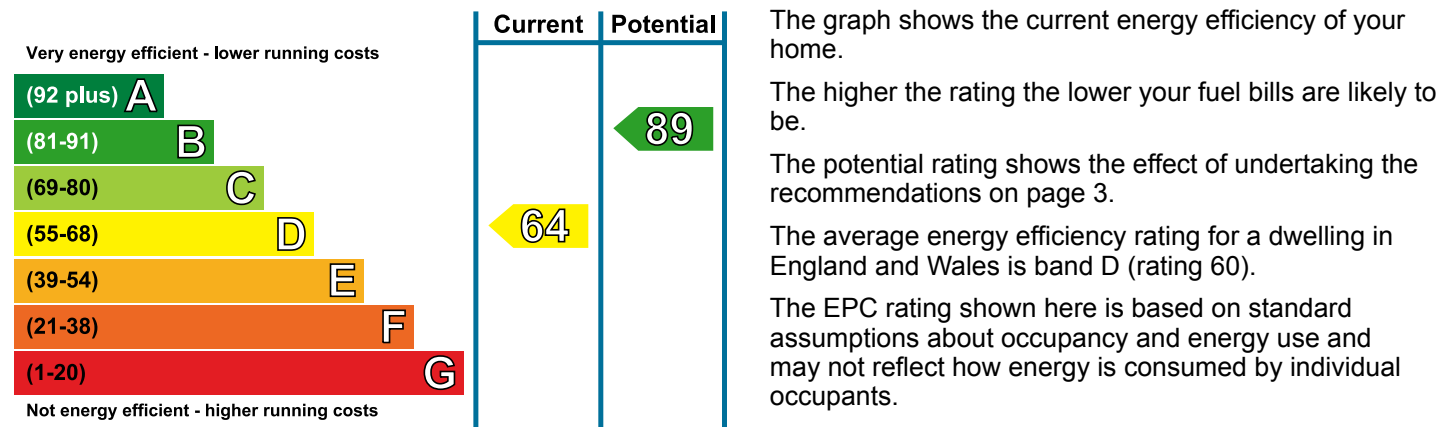 Current Potential
Very energy efficient - lower running costs
(92 plus) A
(81-91) B
(69-80) C
(55-68) D
(39-54) E
(21-38) F
(1-20) G
Not energy efficient - higher running costs
89
64
The graph shows the current energy efficiency of your
home.
The higher the rating the lower your fuel bills are likely to
be.
The potential rating shows the effect of undertaking the
recommendations on page 3.
The average energy efficiency rating for a dwelling in
England and Wales is band D (rating 60).
The EPC rating shown here is based on standard
assumptions about occupancy and energy use and
may not reflect how energy is consumed by individual
occupants.